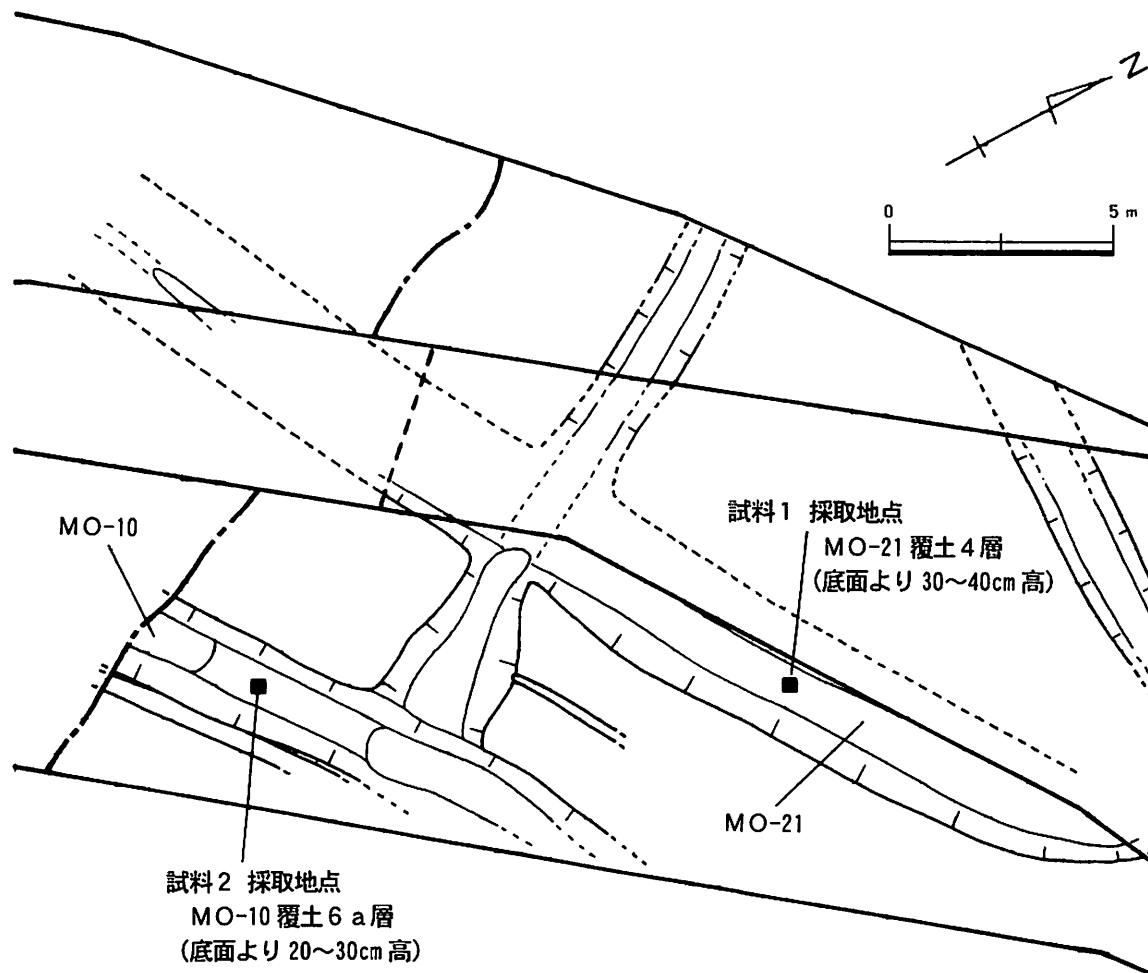 N
0 5 m
MO-10
試料1 採取地点
MO-21 覆土4層
(底面より 30〜40cm 高)
MO-21
試料2 採取地点
MO-10 覆土6a層
(底面より 20〜30cm 高)